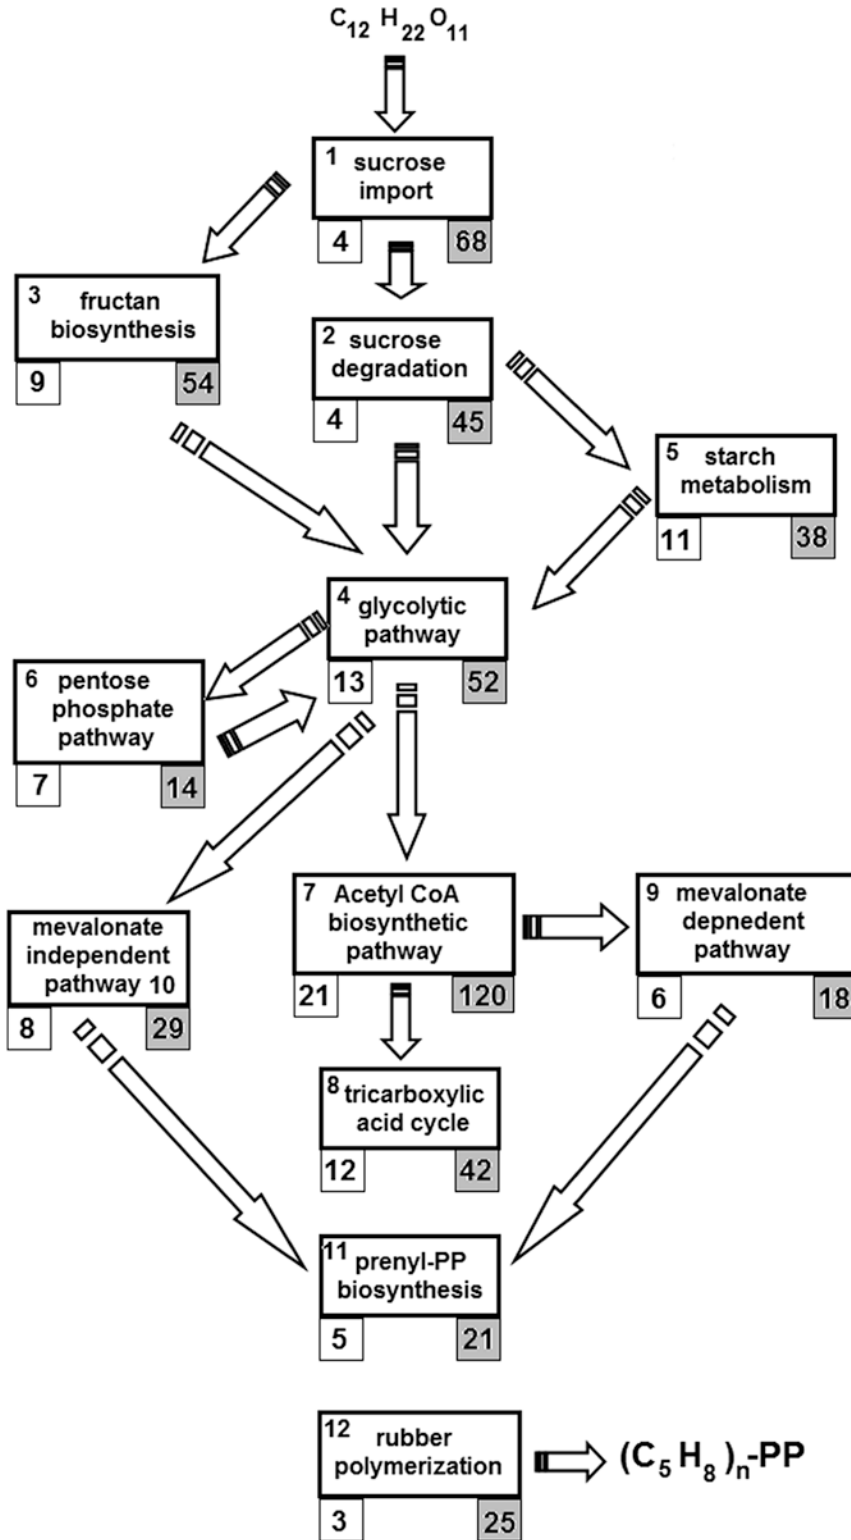 C12 H22 O11
1 sucrose
import
4 68
3 fructan
biosynthesis
9 54
2 sucrose
degradation
4 45
5 starch
metabolism
11 38
4 glycolytic
pathway
13 52
6 pentose
phosphate
pathway
7 14
7 Acetyl CoA
biosynthetic
pathway
21 120
9 mevalonate
depnedent
pathway
6 18
mevalonate
independent
pathway 10
8 29
8 tricarboxylic
acid cycle
12 42
11 prenyl-PP
biosynthesis
5 21
12 rubber
polymerization
3 25
(C5 H8)n-PP